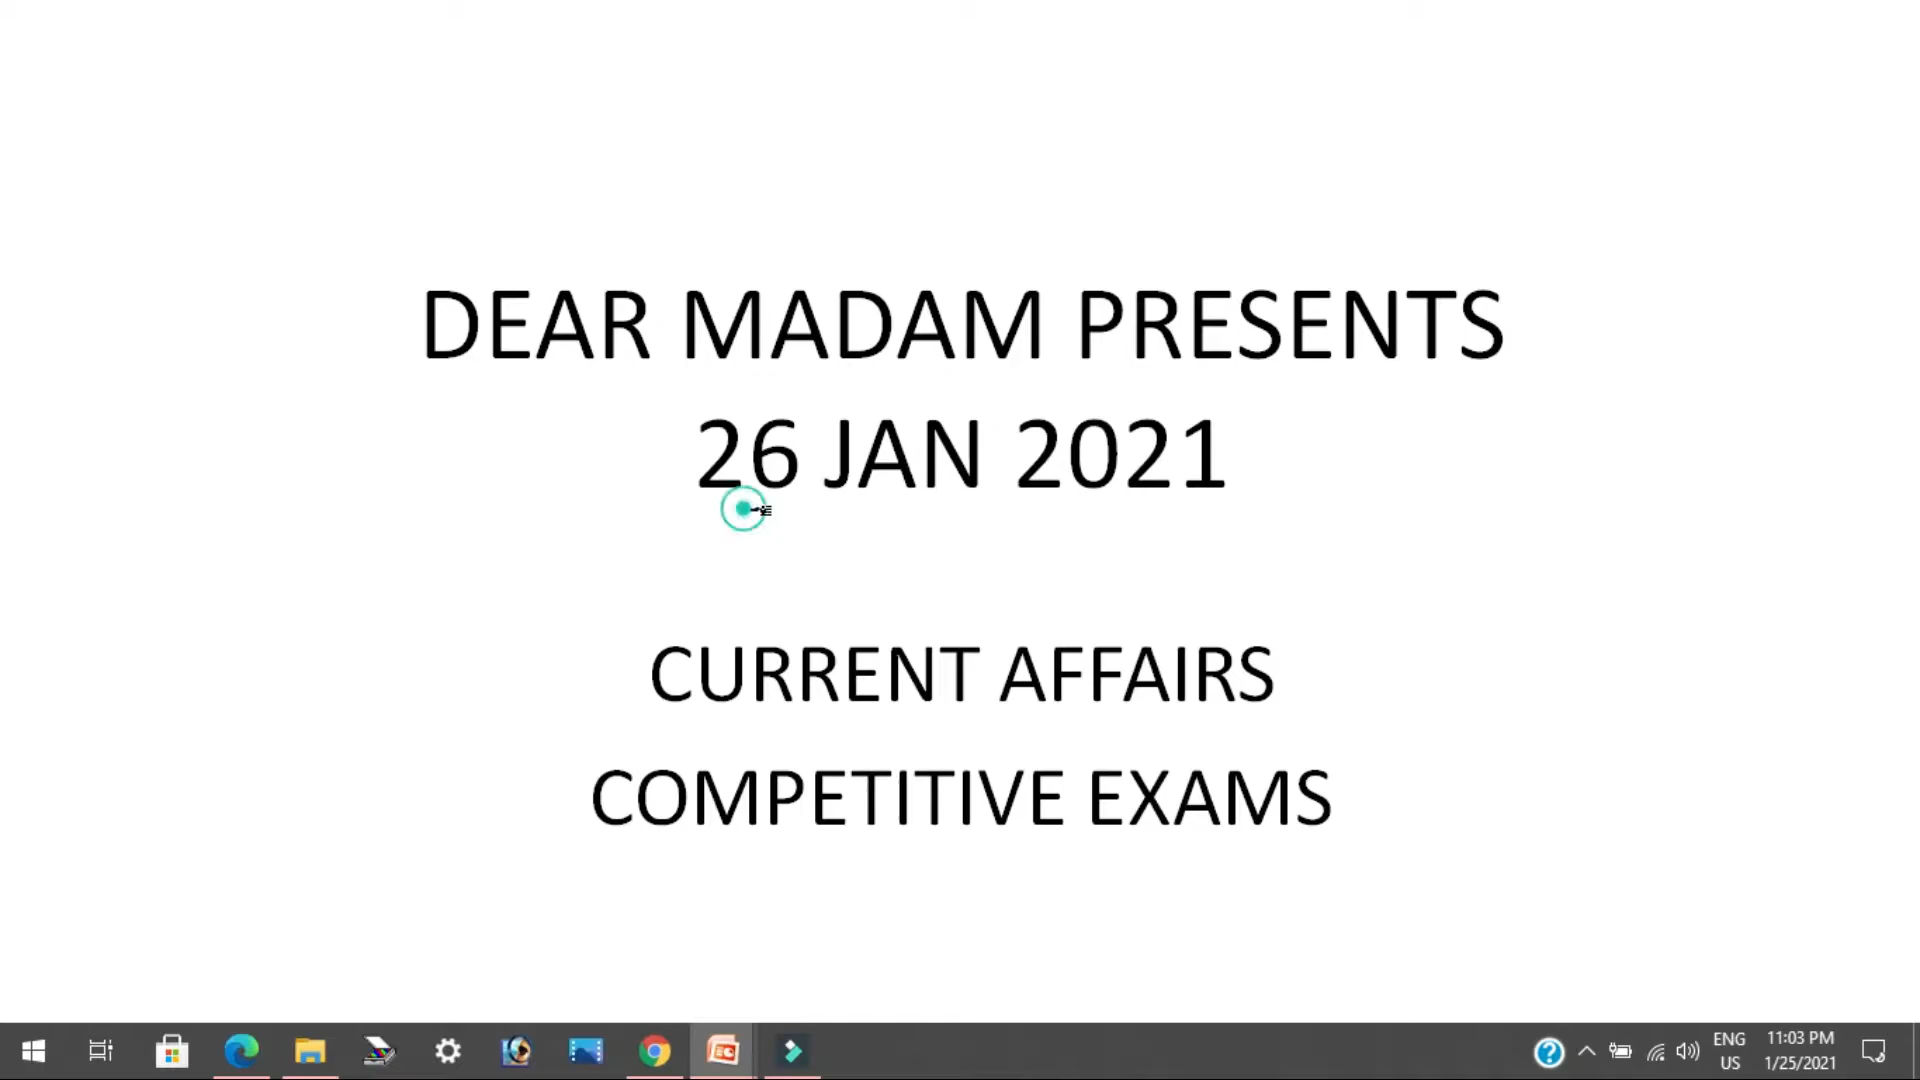 DEAR MADAM PRESENTS
26 JAN 2021
CURRENT AFFAIRS
COMPETITIVE EXAMS
ENG
US
11:03 PM
1/25/2021